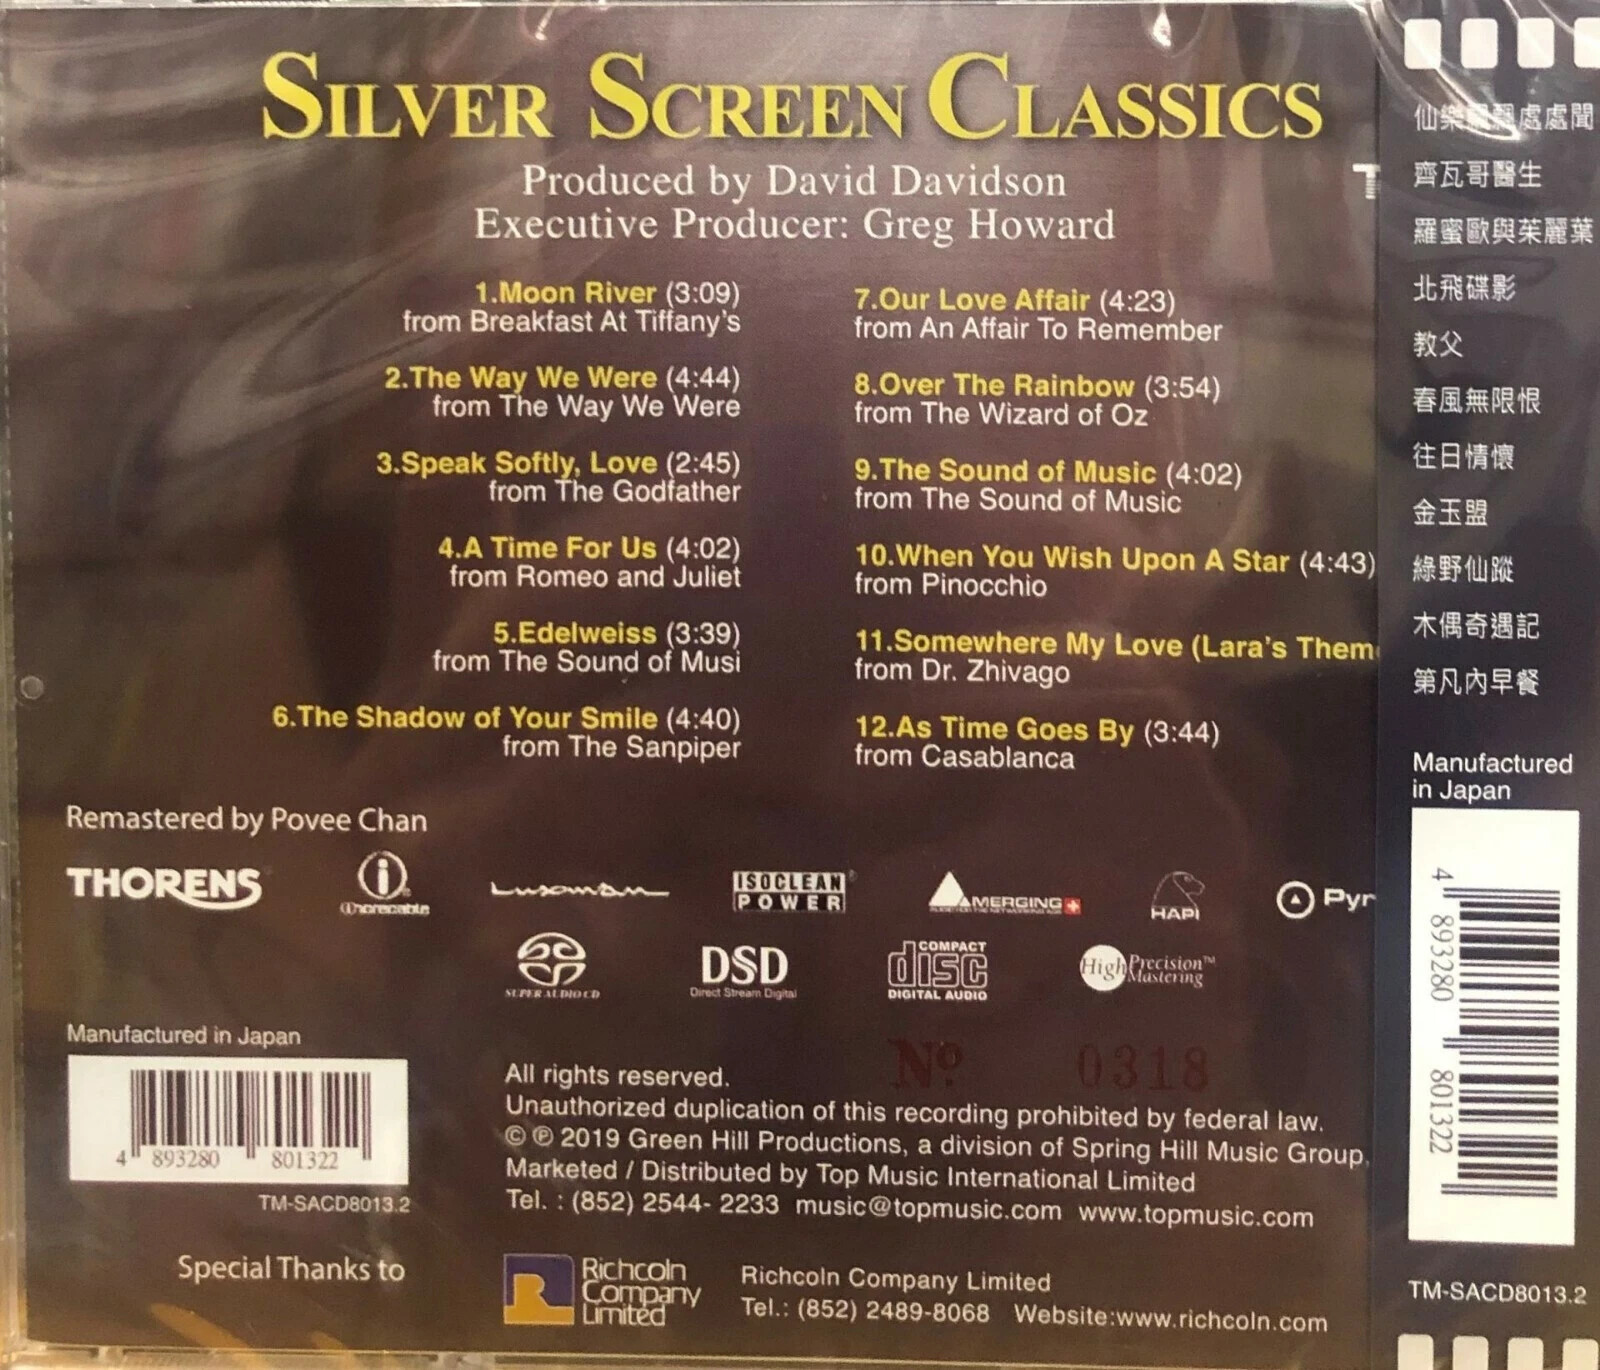 SILVER SCREEN CLASSICS
Produced by David Davidson
Executive Producer: Greg Howard
1.Moon River (3:09)
from Breakfast At Tiffany's
2.The Way We Were (4:44)
from The Way We Were
3.Speak Softly, Love (2:45)
from The Godfather
4.A Time For Us (4:02)
from Romeo and Juliet
5.Edelweiss (3:39)
from The Sound of Musi
6.The Shadow of Your Smile (4:40)
from The Sanpiper
7.Our Love Affair (4:23)
from An Affair To Remember
8.Over The Rainbow (3:54)
from The Wizard of Oz
9.The Sound of Music (4:02)
from The Sound of Music
10.When You Wish Upon A Star (4:43)
from Pinocchio
11.Somewhere My Love (Lara's Them
from Dr. Zhivago
12.As Time Goes By (3:44)
from Casablanca
Remastered by Povee Chan
THORENS
Luxman
ISOCLEAN
POWER
MERGING
HAPI
Pyr
SUPER AUDIO CD
DSD
Direct Stream Digital
COMPACT
disc
DIGITAL AUDIO
High Precision™
Mastering
Manufactured in Japan
4 893280 801322
TM-SACD8013.2
Nº 0318
All rights reserved.
Unauthorized duplication of this recording prohibited by federal law.
© ℗ 2019 Green Hill Productions, a division of Spring Hill Music Group,
Marketed / Distributed by Top Music International Limited
Tel. : (852) 2544- 2233 music@topmusic.com www.topmusic.com
Special Thanks to
Richcoln
Company
Limited
Richcoln Company Limited
Tel.: (852) 2489-8068 Website:www.richcoln.com
仙樂飄飄處處聞
齊瓦哥醫生
羅蜜歐與茱麗葉
北飛碟影
教父
春風無限恨
往日情懷
金玉盟
綠野仙蹤
木偶奇遇記
第凡內早餐
Manufactured
in Japan
4 893280 801322
TM-SACD8013.2